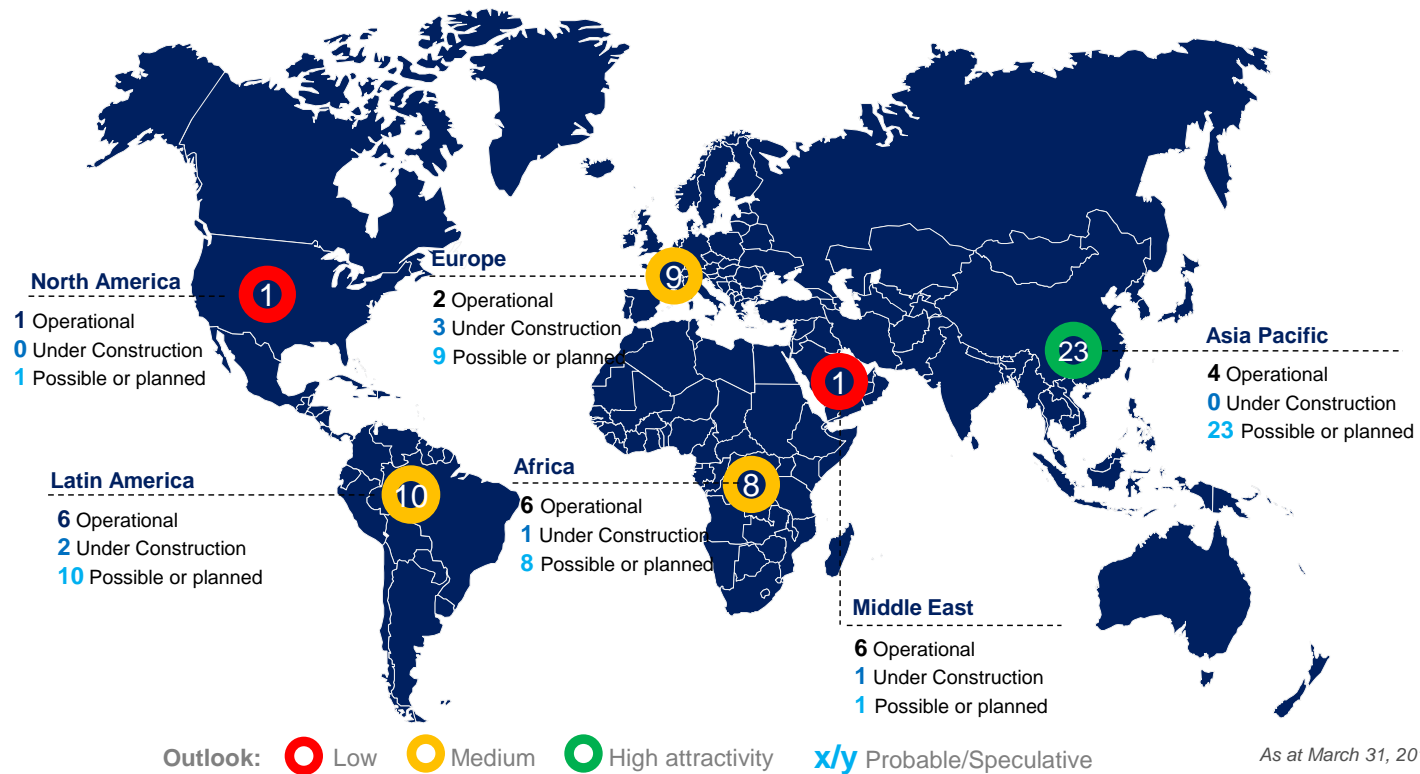 North America
1
1 Operational
0 Under Construction
1 Possible or planned
Europe
9
2 Operational
3 Under Construction
9 Possible or planned
Asia Pacific
23
4 Operational
0 Under Construction
23 Possible or planned
Latin America
10
6 Operational
2 Under Construction
10 Possible or planned
Africa
8
6 Operational
1 Under Construction
8 Possible or planned
Middle East
1
6 Operational
1 Under Construction
1 Possible or planned
Outlook: Low Medium High attractivity x/y Probable/Speculative
As at March 31, 20